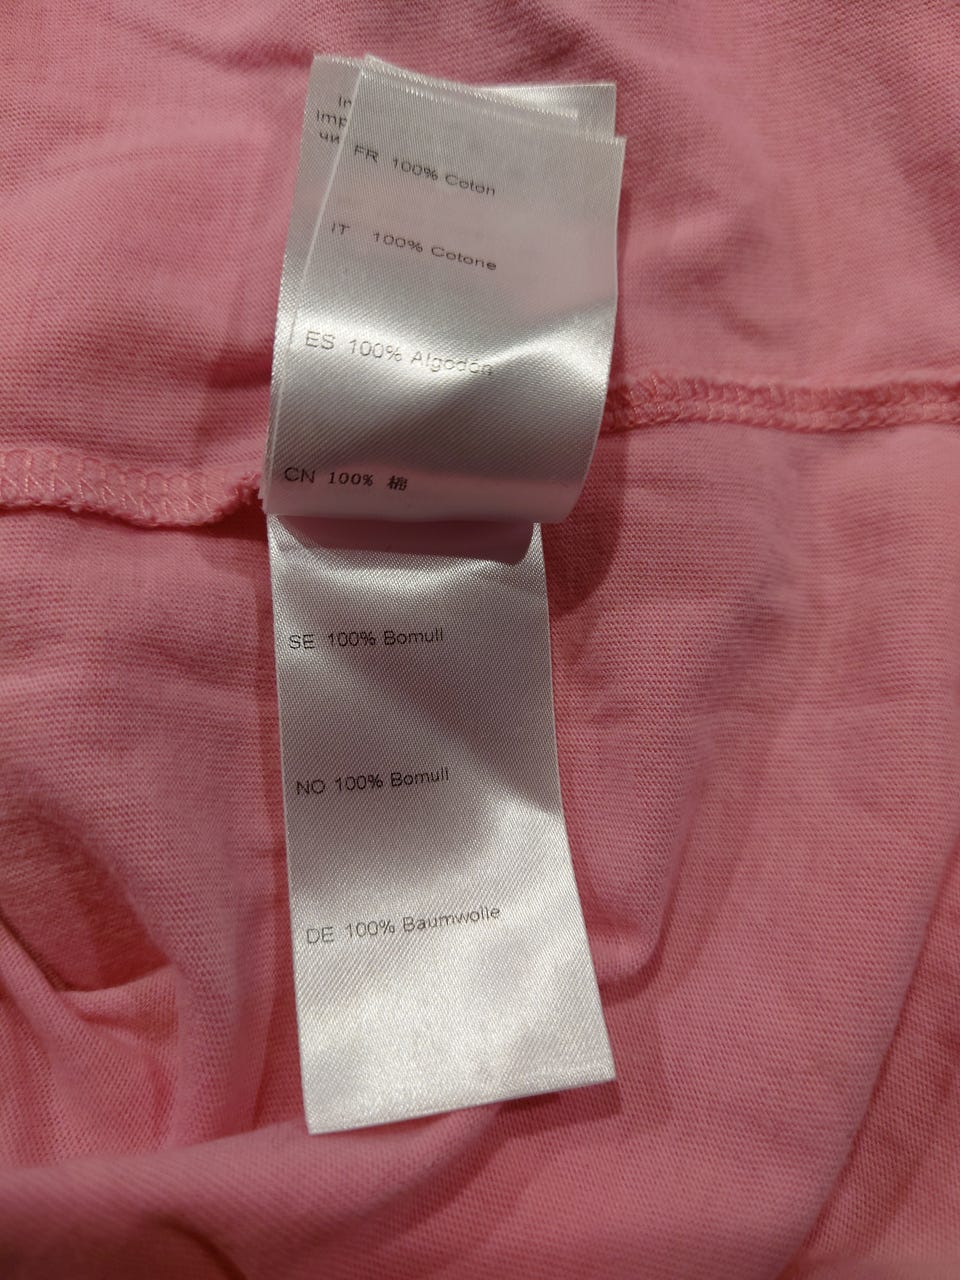 FR 100% Coton
IT 100% Cotone
ES 100% Algodón
CN 100% 棉
SE 100% Bomull
NO 100% Bomull
DE 100% Baumwolle